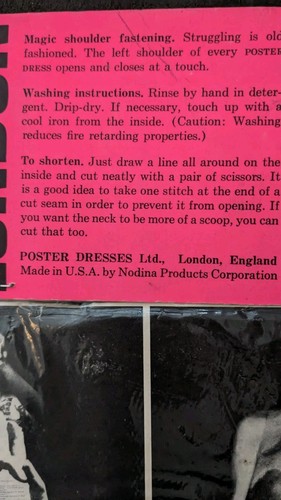 Magic shoulder fastening. Struggling is old
fashioned. The left shoulder of every POSTER
DRESS opens and closes at a touch.
Washing instructions. Rinse by hand in deter-
gent. Drip-dry. If necessary, touch up with a
cool iron from the inside. (Caution: Washing
reduces fire retarding properties.)
To shorten. Just draw a line all around on the
inside and cut neatly with a pair of scissors. It
is a good idea to take one stitch at the end of a
cut seam in order to prevent it from opening. If
you want the neck to be more of a scoop, you can
cut that too.
POSTER DRESSES Ltd., London, England
Made in U.S.A. by Nodina Products Corporation